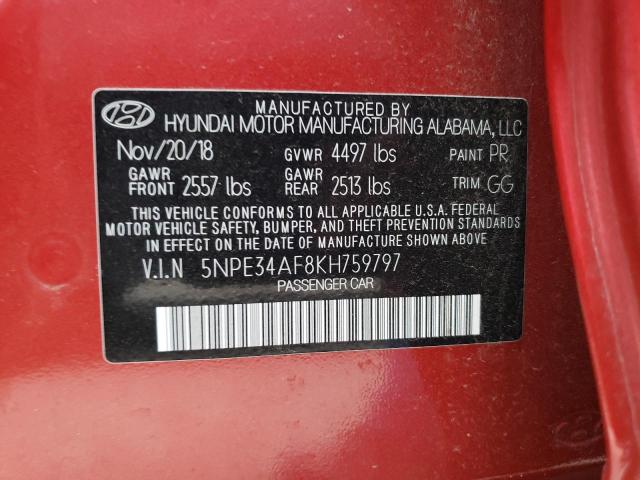 MANUFACTURED BY
HYUNDAI MOTOR MANUFACTURING ALABAMA, LLC
Nov/20/18 GVWR 4497 lbs PAINT PR
GAWR FRONT 2557 lbs GAWR REAR 2513 lbs TRIM GG
THIS VEHICLE CONFORMS TO ALL APPLICABLE U.S.A. FEDERAL
MOTOR VEHICLE SAFETY, BUMPER, AND THEFT PREVENTION STANDARDS
IN EFFECT ON THE DATE OF MANUFACTURE SHOWN ABOVE.
V.I.N 5NPE34AF8KH759797
PASSENGER CAR